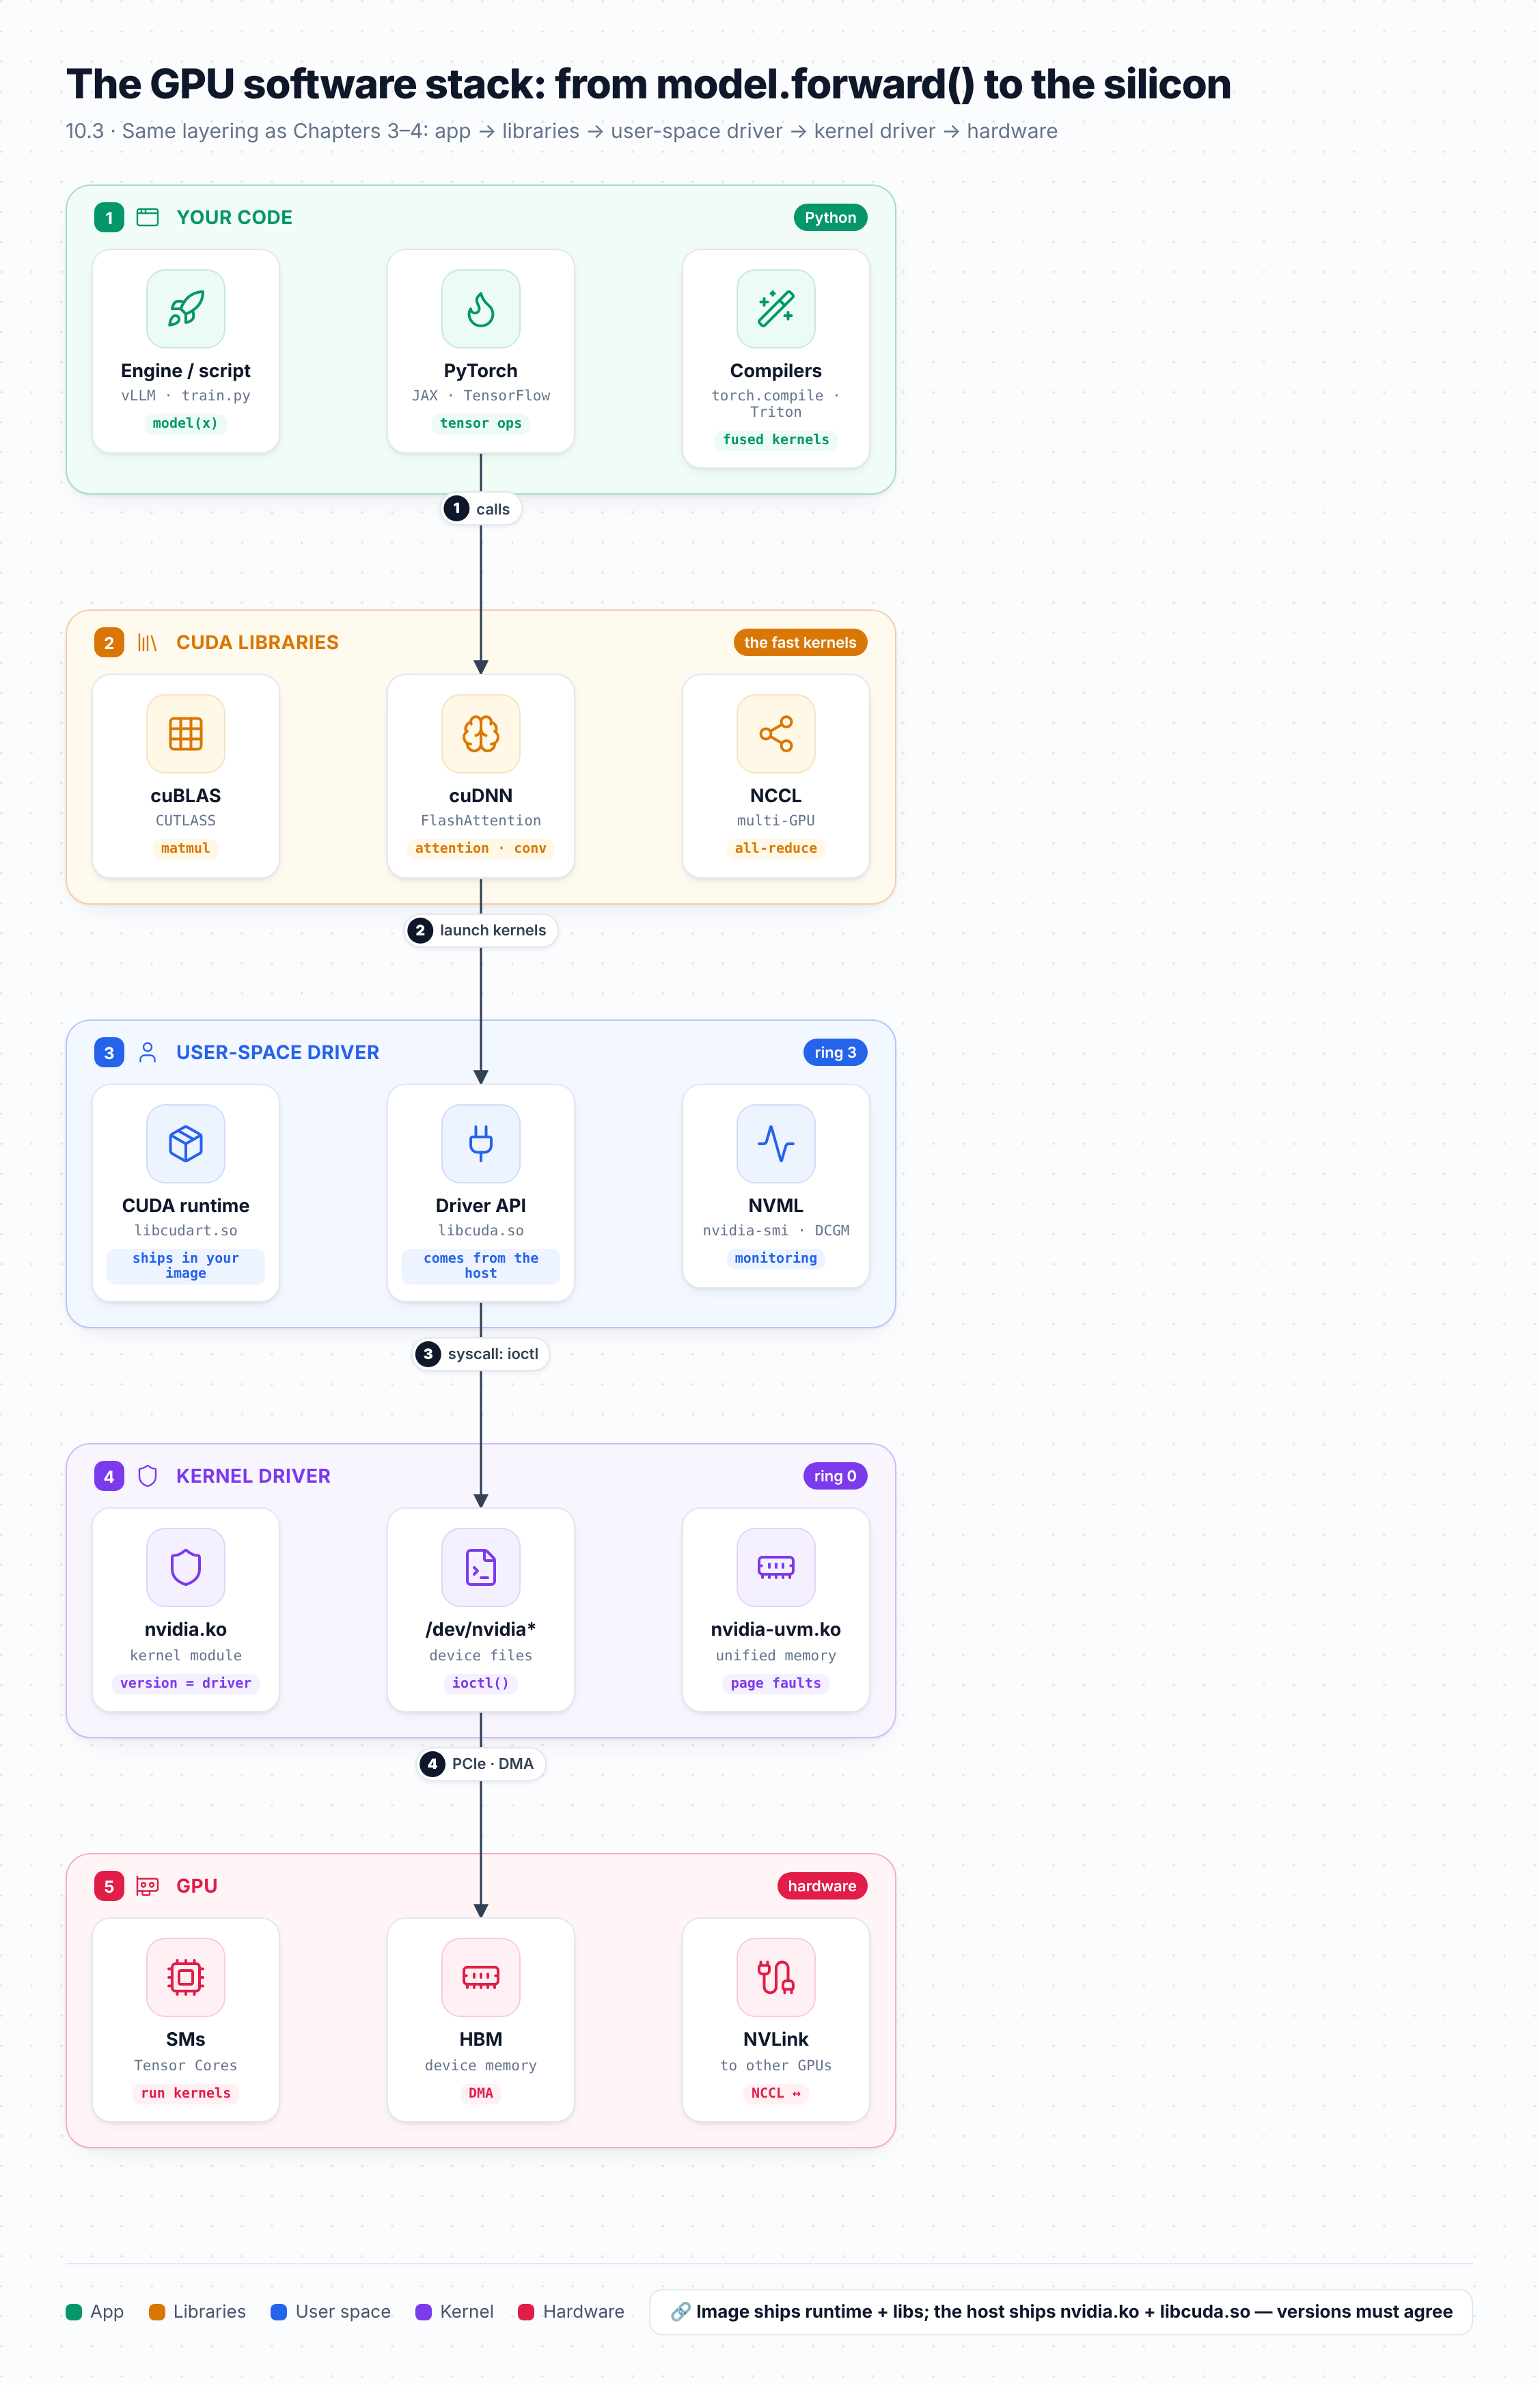 The GPU software stack: from model.forward() to the silicon
10.3 · Same layering as Chapters 3–4: app → libraries → user-space driver → kernel driver → hardware
1 YOUR CODE Python
Engine / script
vLLM · train.py
model(x)
PyTorch
JAX · TensorFlow
tensor ops
Compilers
torch.compile ·
Triton
fused kernels
1 calls
2 CUDA LIBRARIES the fast kernels
cuBLAS
CUTLASS
matmul
cuDNN
FlashAttention
attention · conv
NCCL
multi-GPU
all-reduce
2 launch kernels
3 USER-SPACE DRIVER ring 3
CUDA runtime
libcudart.so
ships in your
image
Driver API
libcuda.so
comes from the
host
NVML
nvidia-smi · DCGM
monitoring
3 syscall: ioctl
4 KERNEL DRIVER ring 0
nvidia.ko
kernel module
version = driver
/dev/nvidia*
device files
ioctl()
nvidia-uvm.ko
unified memory
page faults
4 PCIe · DMA
5 GPU hardware
SMs
Tensor Cores
run kernels
HBM
device memory
DMA
NVLink
to other GPUs
NCCL ↔
App Libraries User space Kernel Hardware
🔗 Image ships runtime + libs; the host ships nvidia.ko + libcuda.so — versions must agree